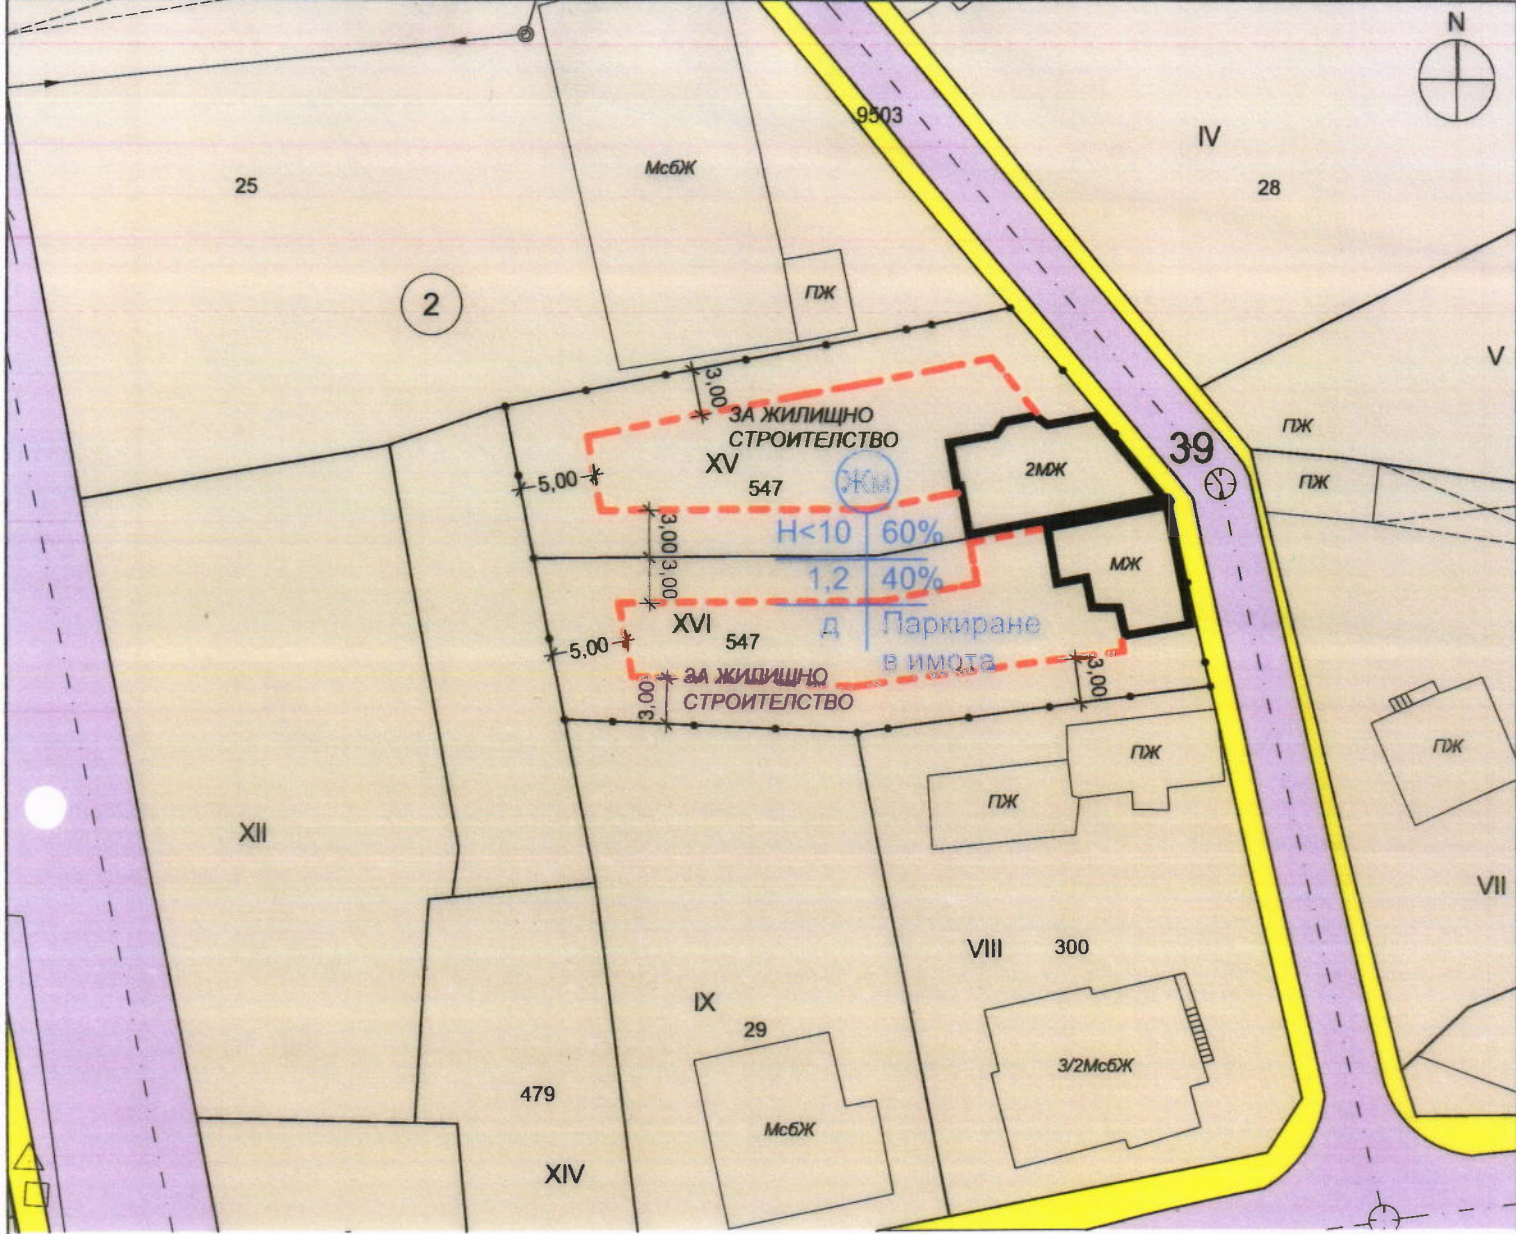 N
9503
IV
28
25
МсбЖ
2
ПЖ
V
3,00
ЗА ЖИЛИЩНО
СТРОИТЕЛСТВО
XV
547
Жм
2МЖ
39
ПЖ
ПЖ
5,00
3,00
3,00
H<10 60%
1,2 40%
Д Паркиране
в имота
МЖ
XVI
547
5,00
ЗА ЖИЛИЩНО
СТРОИТЕЛСТВО
3,00
3,00
ПЖ
ПЖ
ПЖ
XII
VII
VIII 300
IX
29
3/2МсбЖ
479
МсбЖ
XIV